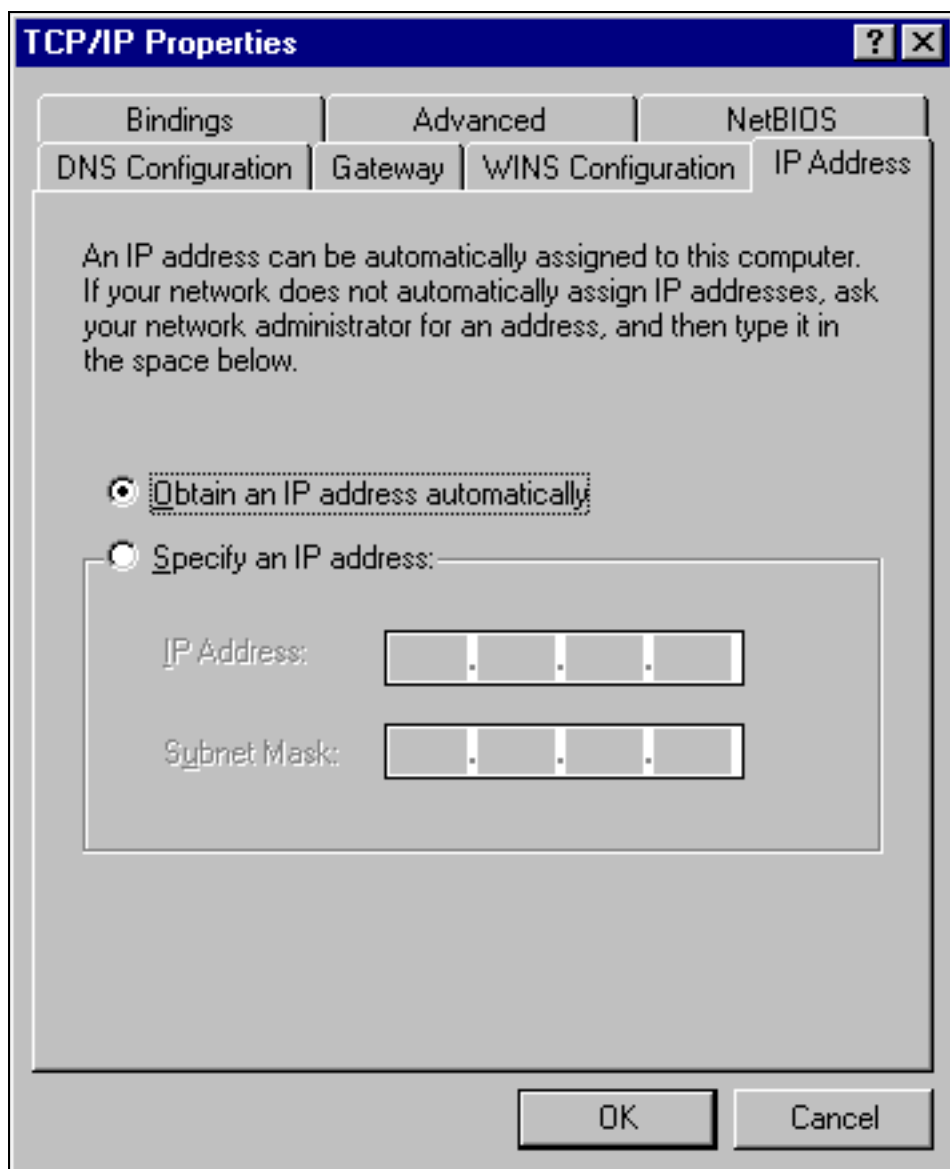 TCP/IP Properties
Bindings
Advanced
NetBIOS
DNS Configuration
Gateway
WINS Configuration
IP Address
An IP address can be automatically assigned to this computer.
If your network does not automatically assign IP addresses, ask
your network administrator for an address, and then type it in
the space below.
Obtain an IP address automatically
Specify an IP address:
IP Address:
. . .
Subnet Mask:
. . .
OK
Cancel